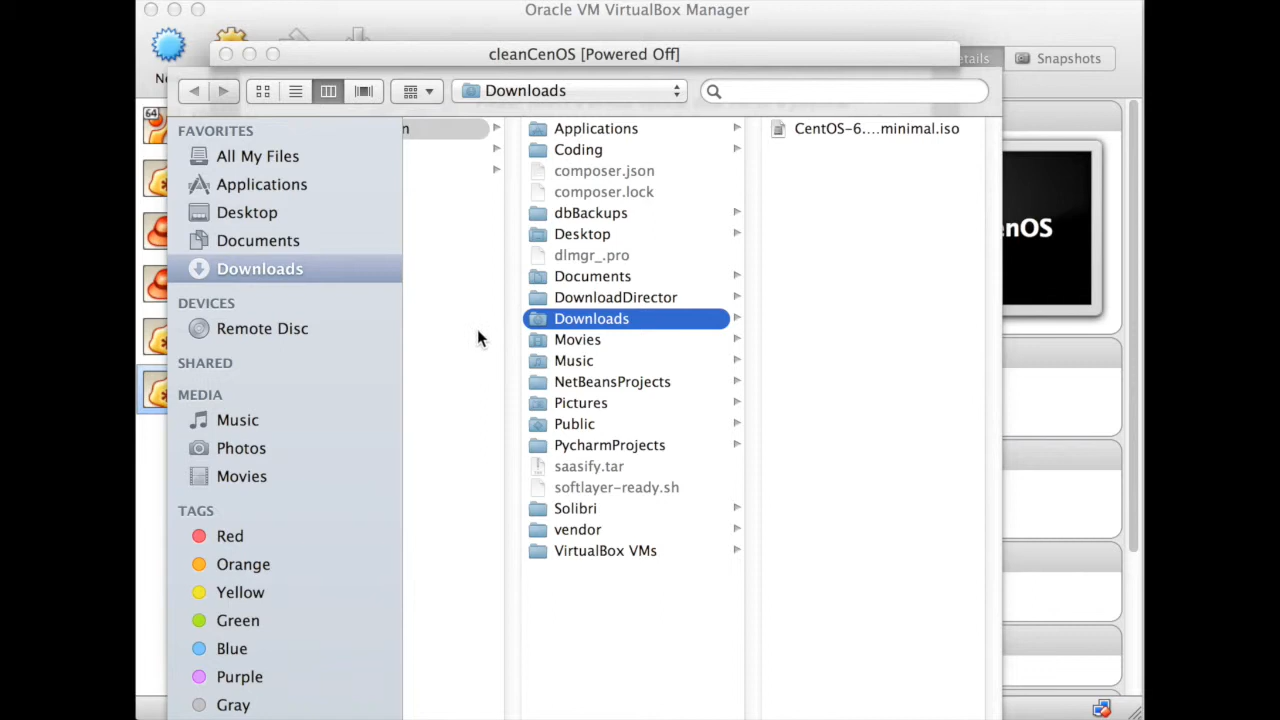 Oracle VM VirtualBox Manager
cleanCenOS [Powered Off]
Snapshots
Downloads
FAVORITES
All My Files
Applications
Desktop
Documents
Downloads
DEVICES
Remote Disc
SHARED
MEDIA
Music
Photos
Movies
TAGS
Red
Orange
Yellow
Green
Blue
Purple
Gray
Applications
Coding
composer.json
composer.lock
dbBackups
Desktop
dlmgr_.pro
Documents
DownloadDirector
Downloads
Movies
Music
NetBeansProjects
Pictures
Public
PycharmProjects
saasify.tar
softlayer-ready.sh
Solibri
vendor
VirtualBox VMs
CentOS-6....minimal.iso
nOS
64